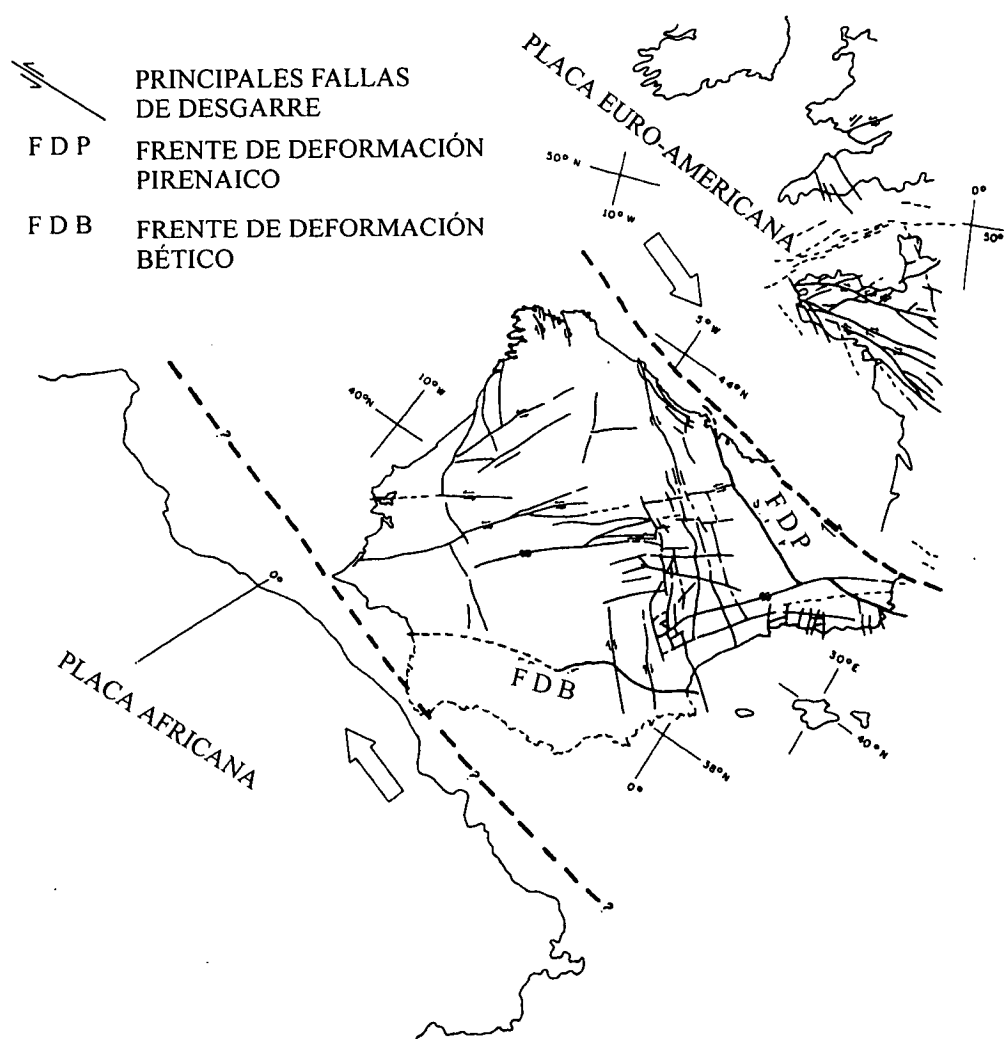 PRINCIPALES FALLAS
DE DESGARRE
F D P FRENTE DE DEFORMACIÓN
PIRENAICO
F D B FRENTE DE DEFORMACIÓN
BÉTICO
PLACA EURO-AMERICANA
50° N
10° W
0°
50°
5° W
44° N
10° W
40° N
?
F D P
0°
PLACA AFRICANA
F D B
30° E
40° N
38° N
0°
?
?